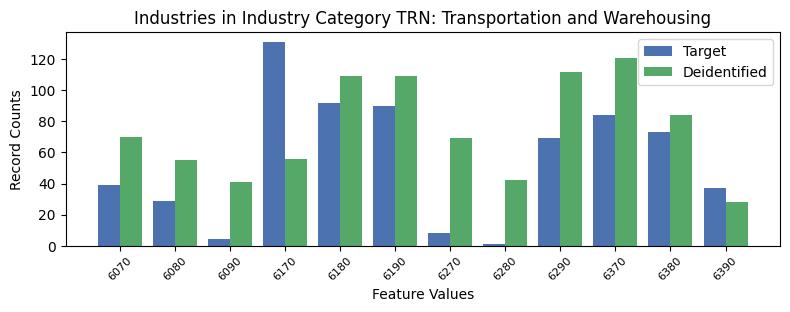 Industries in Industry Category TRN: Transportation and Warehousing
Target
Deidentified
Record Counts
120
100
80
60
40
20
0
6070 6080 6090 6170 6180 6190 6270 6280 6290 6370 6380 6390
Feature Values